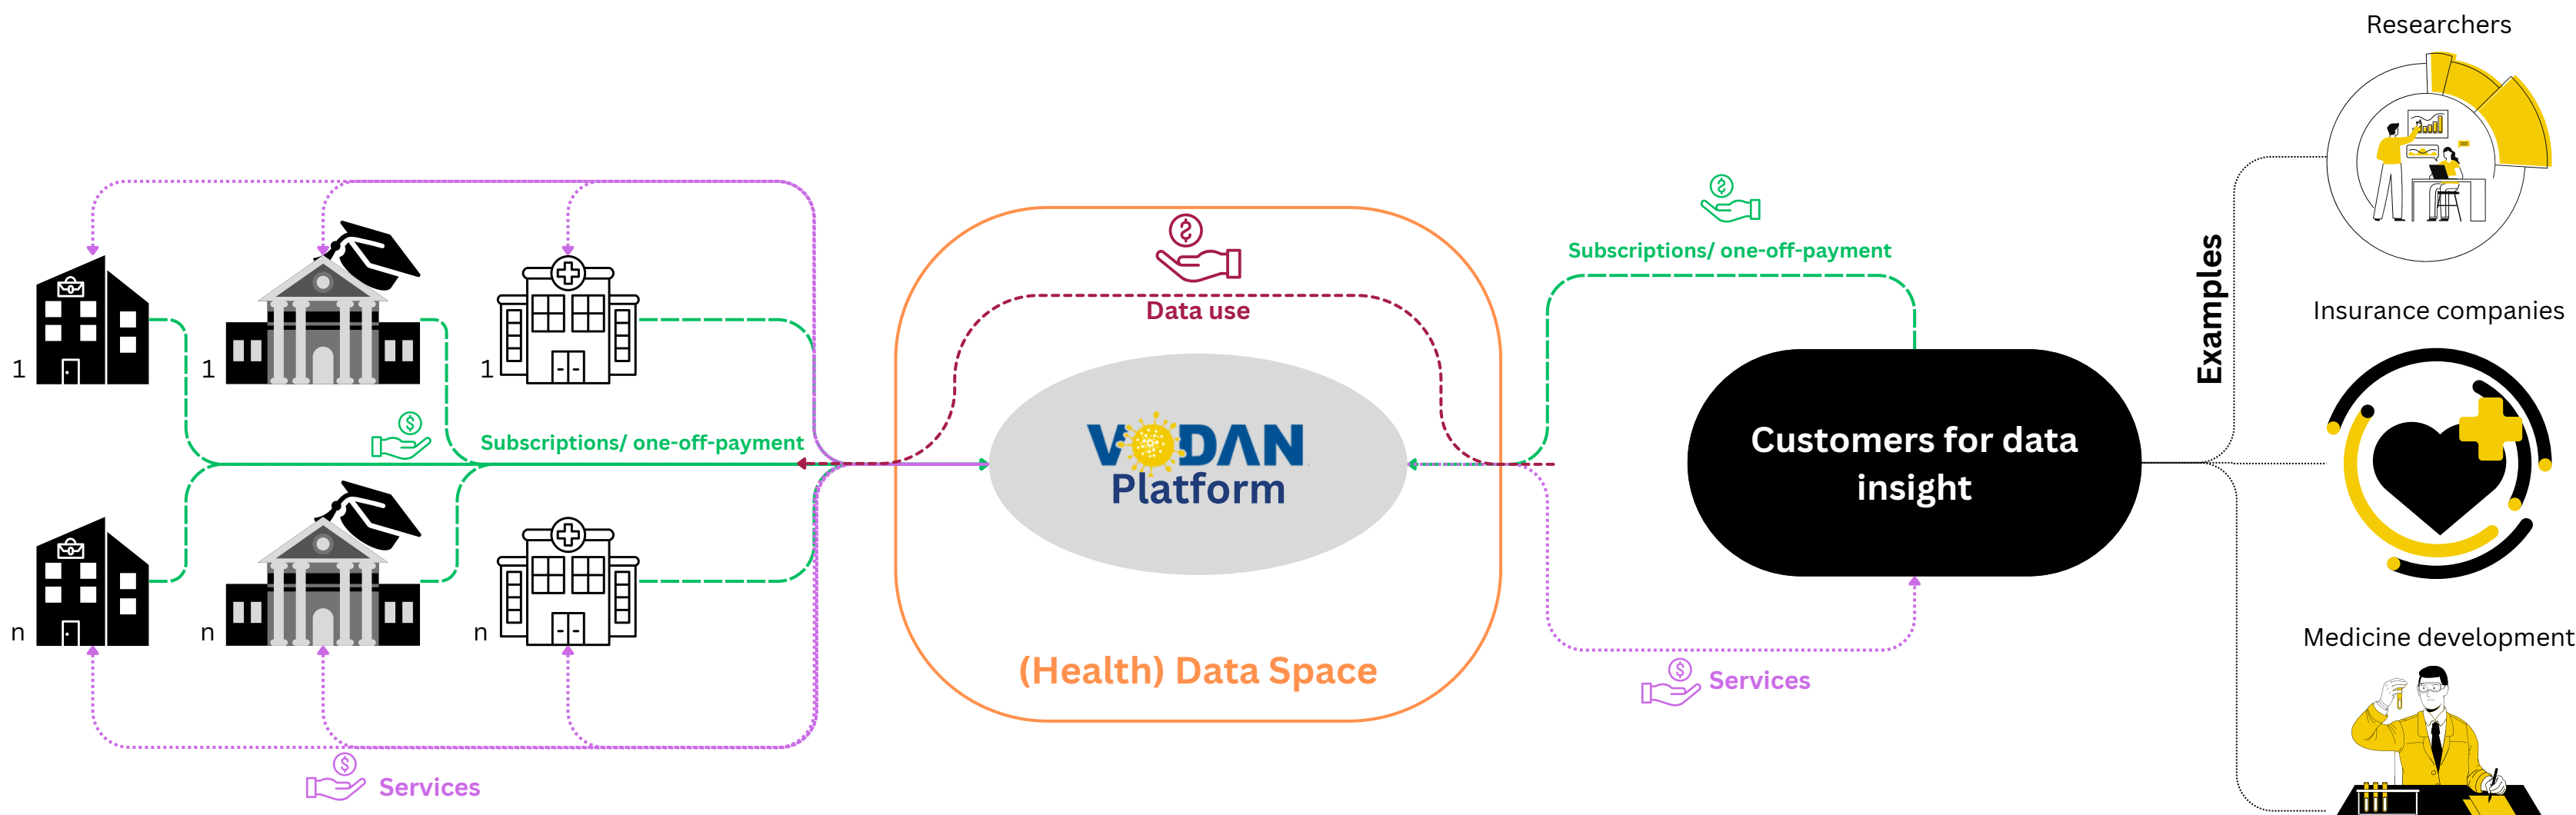 Researchers
Subscriptions/ one-off-payment
Examples
Data use
Insurance companies
1
1
1
Subscriptions/ one-off-payment
VODAN
Platform
Customers for data
insight
n
n
n
(Health) Data Space
Services
Medicine development
Services